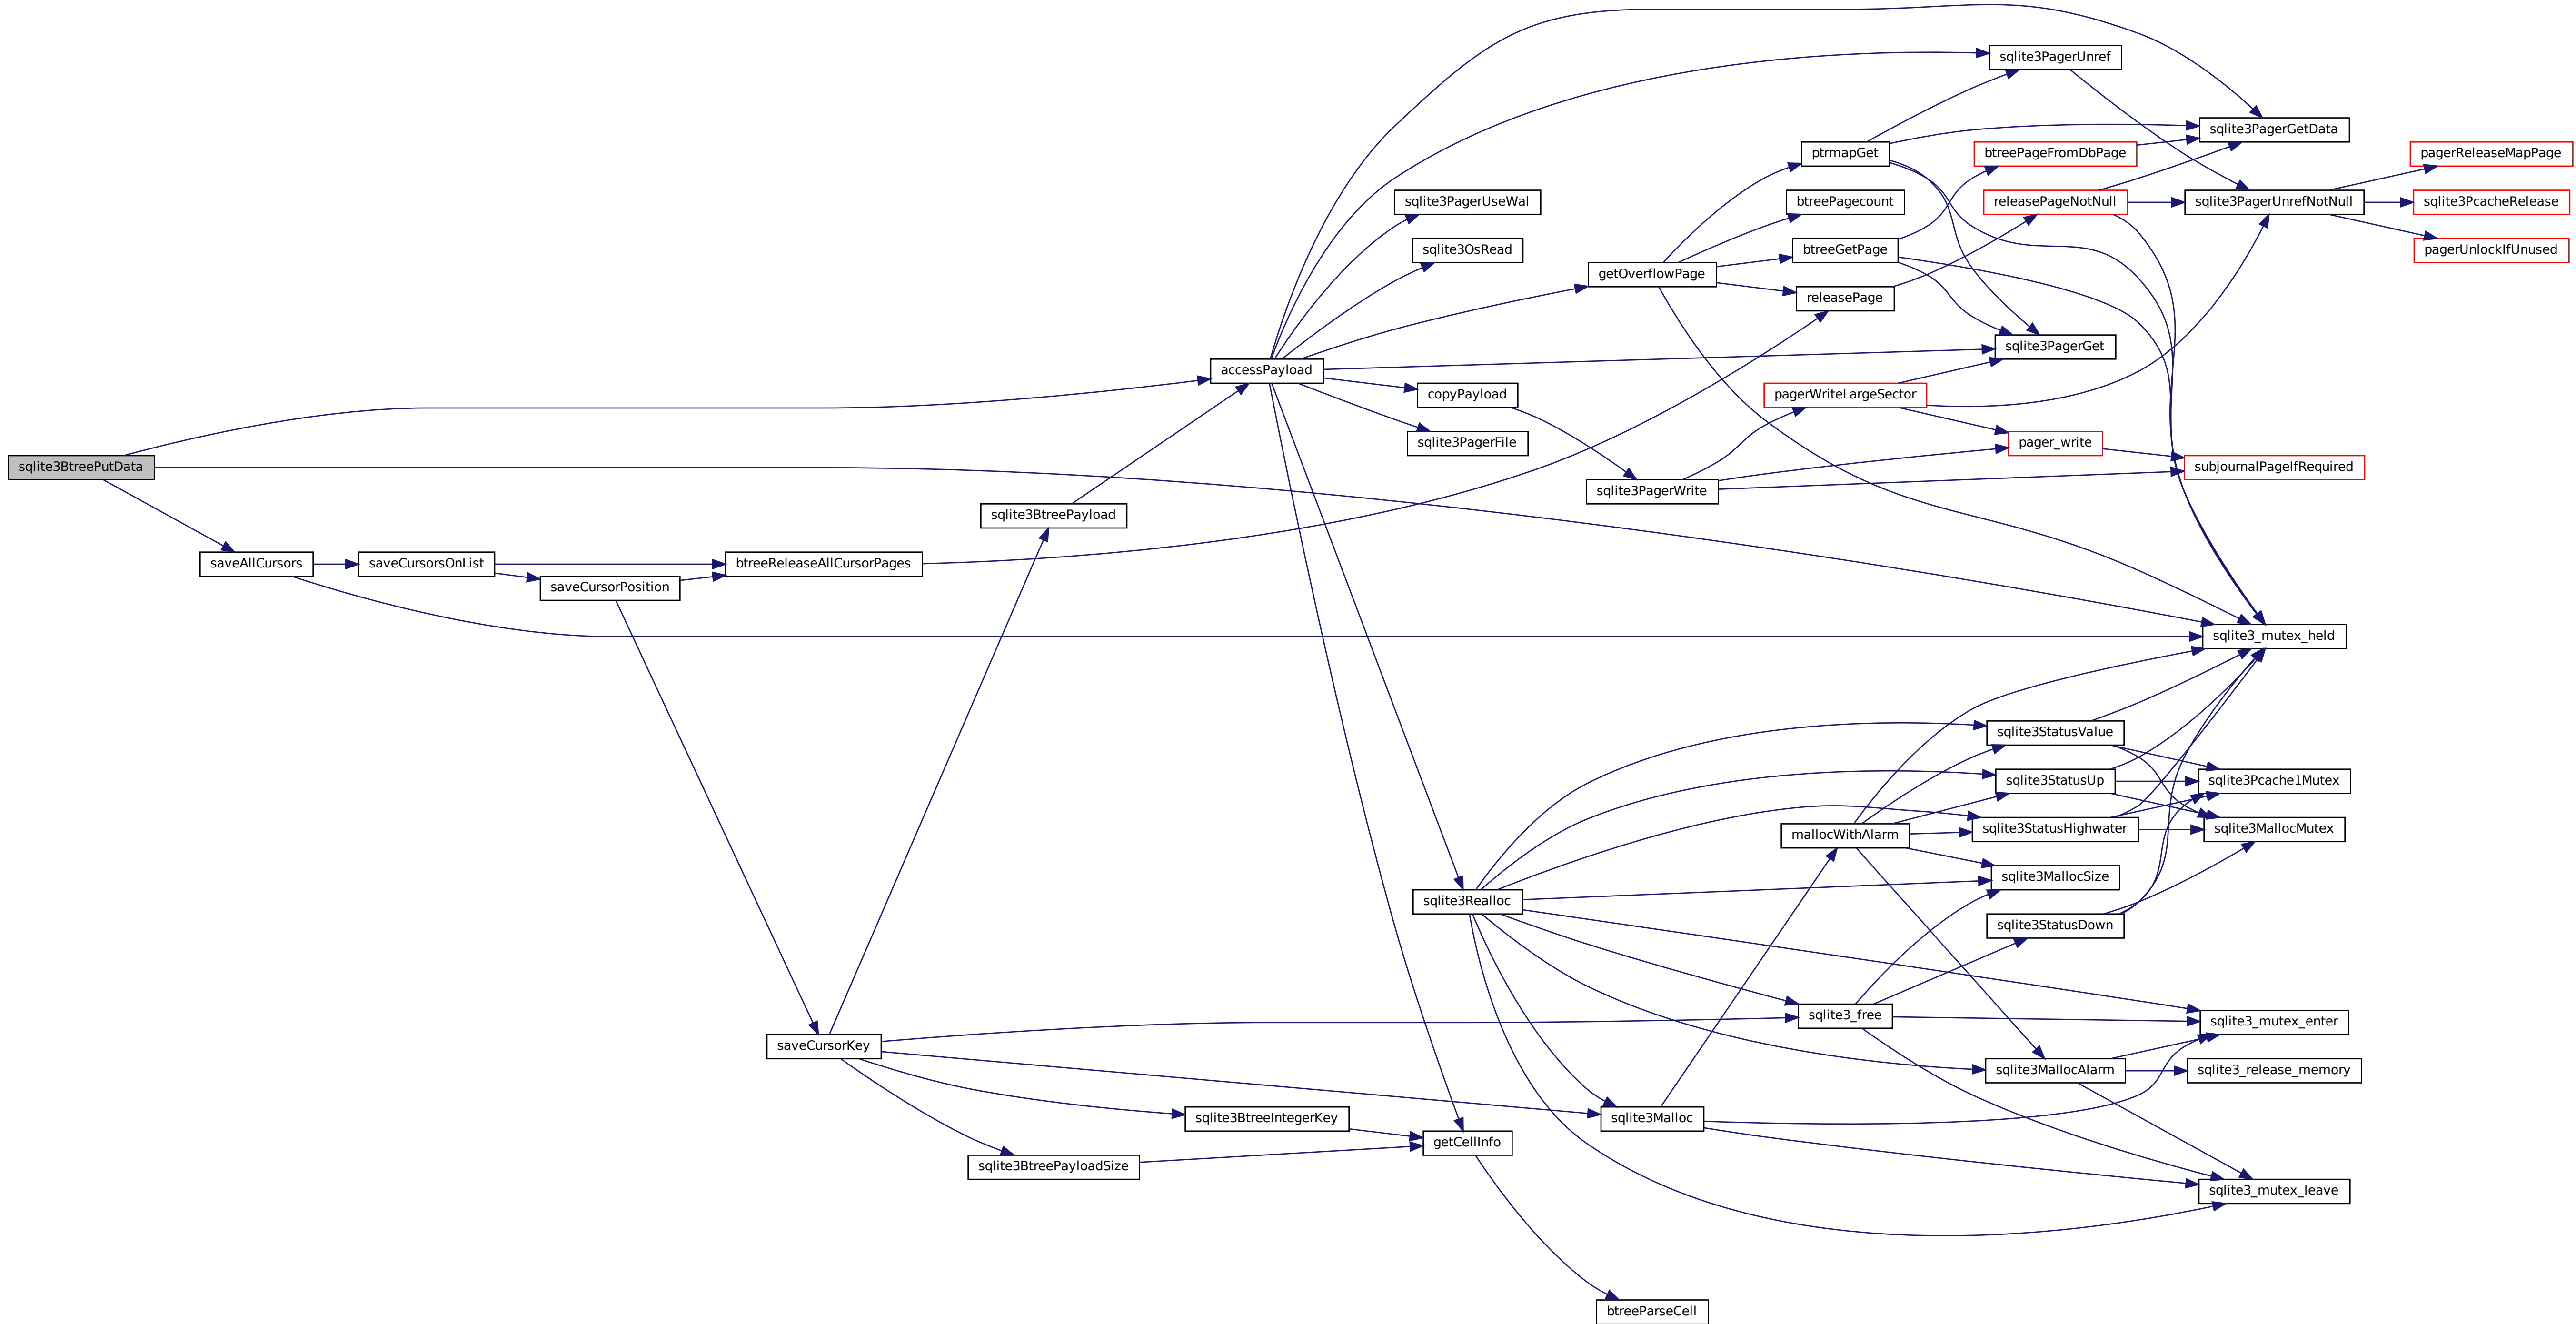 sqlite3BtreePutData
saveAllCursors
saveCursorsOnList
saveCursorPosition
btreeReleaseAllCursorPages
saveCursorKey
sqlite3BtreePayload
sqlite3BtreePayloadSize
accessPayload
sqlite3PagerUseWal
sqlite3OsRead
copyPayload
sqlite3PagerFile
sqlite3Realloc
sqlite3BtreeIntegerKey
getCellInfo
getOverflowPage
sqlite3PagerWrite
sqlite3Malloc
btreeParseCell
ptrmapGet
btreePagecount
btreeGetPage
releasePage
pagerWriteLargeSector
mallocWithAlarm
sqlite3_free
sqlite3PagerUnref
btreePageFromDbPage
releasePageNotNull
sqlite3PagerGet
pager_write
sqlite3StatusValue
sqlite3StatusUp
sqlite3StatusHighwater
sqlite3MallocSize
sqlite3StatusDown
sqlite3MallocAlarm
sqlite3PagerGetData
sqlite3PagerUnrefNotNull
subjournalPageIfRequired
sqlite3_mutex_held
sqlite3Pcache1Mutex
sqlite3MallocMutex
sqlite3_mutex_enter
sqlite3_release_memory
sqlite3_mutex_leave
pagerReleaseMapPage
sqlite3PcacheRelease
pagerUnlockIfUnused